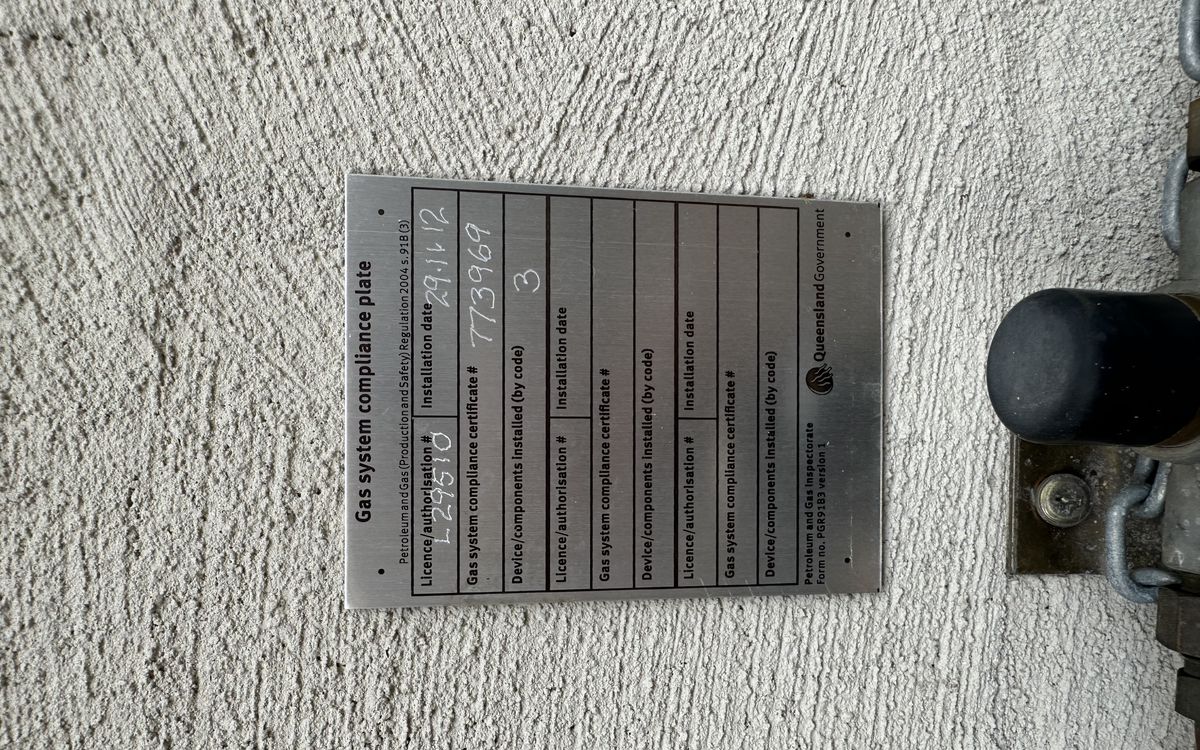 Gas system compliance plate
Petroleum and Gas (Production and Safety) Regulation 2004 s. 91B (3)
Licence/authorisation # Installation date
L29510 29.11.12
Gas system compliance certificate # 773969
Device/components installed (by code) 3
Licence/authorisation # Installation date
Gas system compliance certificate #
Device/components installed (by code)
Licence/authorisation # Installation date
Gas system compliance certificate #
Device/components installed (by code)
Petroleum and Gas Inspectorate
Form no. PGR91B3 version 1
Queensland Government